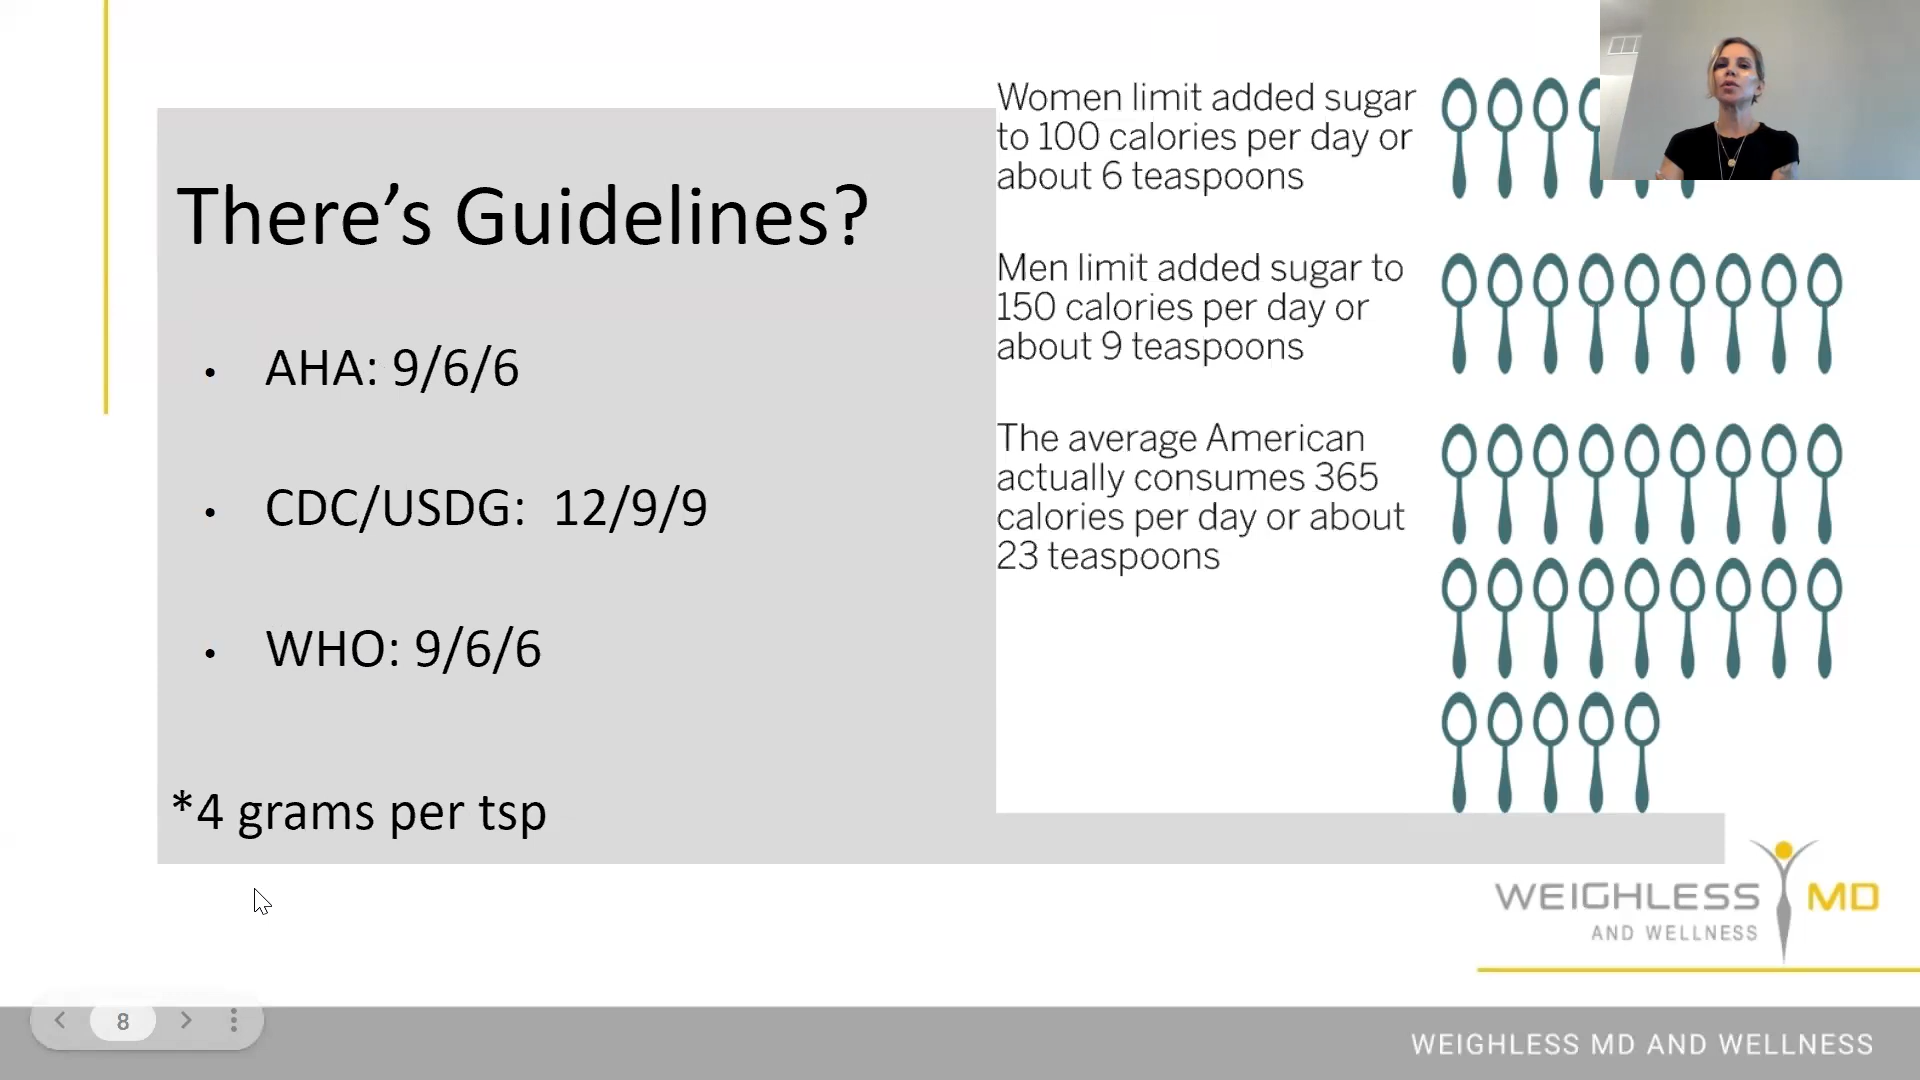 There's Guidelines?
• AHA: 9/6/6
• CDC/USDG: 12/9/9
• WHO: 9/6/6
*4 grams per tsp
Women limit added sugar
to 100 calories per day or
about 6 teaspoons
Men limit added sugar to
150 calories per day or
about 9 teaspoons
The average American
actually consumes 365
calories per day or about
23 teaspoons
WEIGHLESS MD
AND WELLNESS
8
WEIGHLESS MD AND WELLNESS